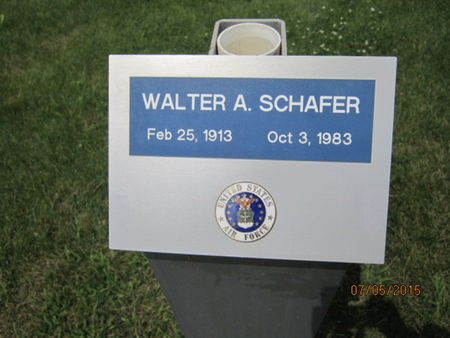 WALTER A. SCHAFER
Feb 25, 1913 Oct 3, 1983
UNITED STATES
AIR FORCE
07/05/2015